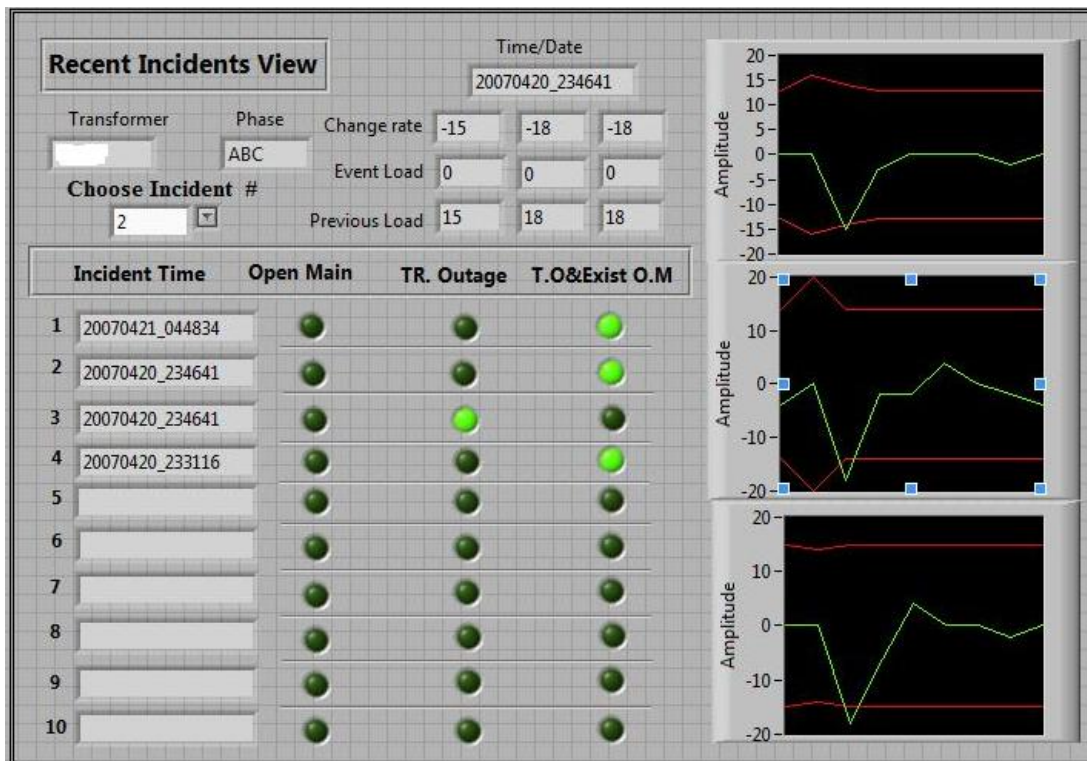 Recent Incidents View
Time/Date
20070420_234641
Transformer
Phase
ABC
Change rate -15 -18 -18
Event Load 0 0 0
Previous Load 15 18 18
Choose Incident #
2
Incident Time Open Main TR. Outage T.O&Exist O.M
1 20070421_044834
2 20070420_234641
3 20070420_234641
4 20070420_233116
5
6
7
8
9
10
Amplitude
20
15
10
5
0
-5
-10
-15
-20
Amplitude
20
10
0
-10
-20
Amplitude
20
10
0
-10
-20